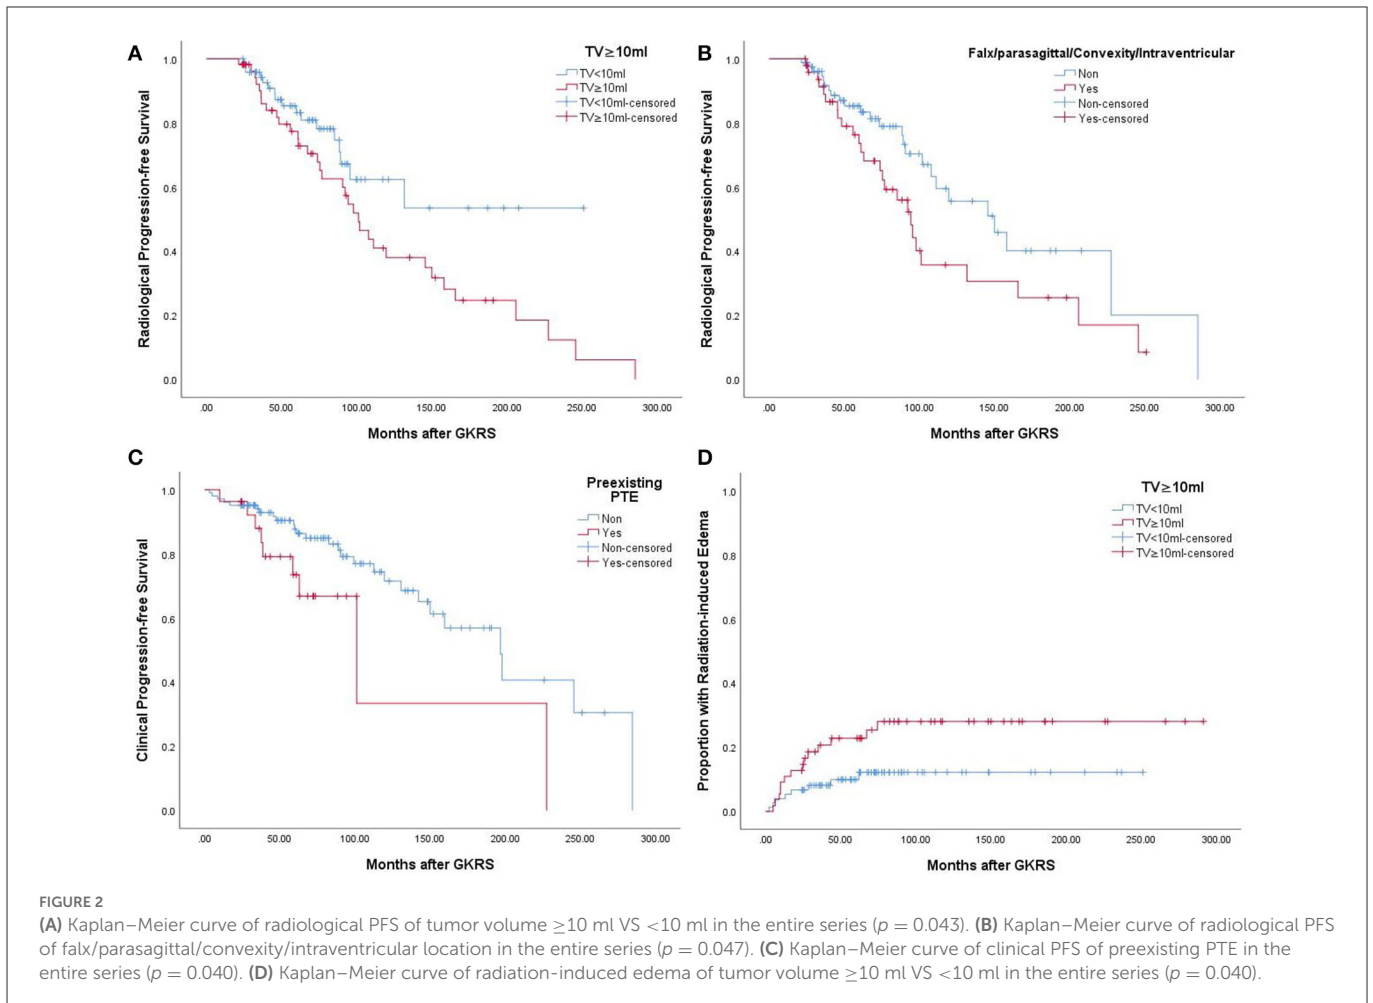 A
TV≥10ml
TV<10ml
TV≥10ml
TV<10ml-censored
TV≥10ml-censored
Radiological Progression-free Survival
1.0
0.8
0.6
0.4
0.2
0.0
.00 50.00 100.00 150.00 200.00 250.00 300.00
Months after GKRS
B
Falx/parasagittal/Convexity/Intraventricular
Non
Yes
Non-censored
Yes-censored
Radiological Progression-free Survival
1.0
0.8
0.6
0.4
0.2
0.0
.00 50.00 100.00 150.00 200.00 250.00 300.00
Months after GKRS
C
Preexisting
PTE
Non
Yes
Non-censored
Yes-censored
Clinical Progression-free Survival
1.0
0.8
0.6
0.4
0.2
0.0
.00 50.00 100.00 150.00 200.00 250.00 300.00
Months after GKRS
D
TV≥10ml
TV<10ml
TV≥10ml
TV<10ml-censored
TV≥10ml-censored
Proportion with Radiation-induced Edema
1.0
0.8
0.6
0.4
0.2
0.0
.00 50.00 100.00 150.00 200.00 250.00 300.00
Months after GKRS
FIGURE 2
(A) Kaplan–Meier curve of radiological PFS of tumor volume ≥10 ml VS <10 ml in the entire series (p = 0.043). (B) Kaplan–Meier curve of radiological PFS
of falx/parasagittal/convexity/intraventricular location in the entire series (p = 0.047). (C) Kaplan–Meier curve of clinical PFS of preexisting PTE in the
entire series (p = 0.040). (D) Kaplan–Meier curve of radiation-induced edema of tumor volume ≥10 ml VS <10 ml in the entire series (p = 0.040).